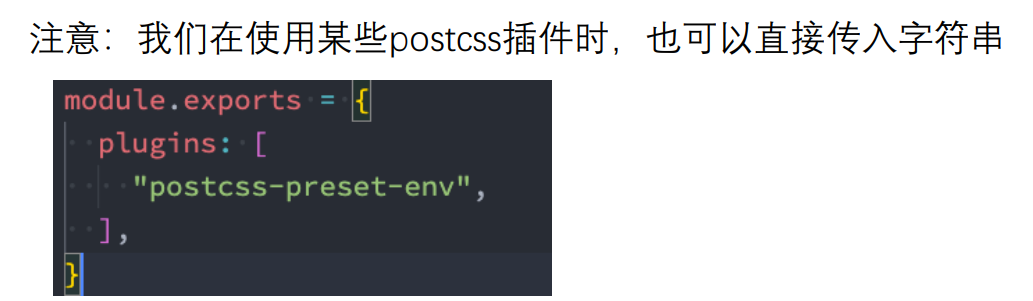 注意：我们在使用某些postcss插件时，也可以直接传入字符串
module.exports = {
  plugins: [
    "postcss-preset-env",
  ],
}